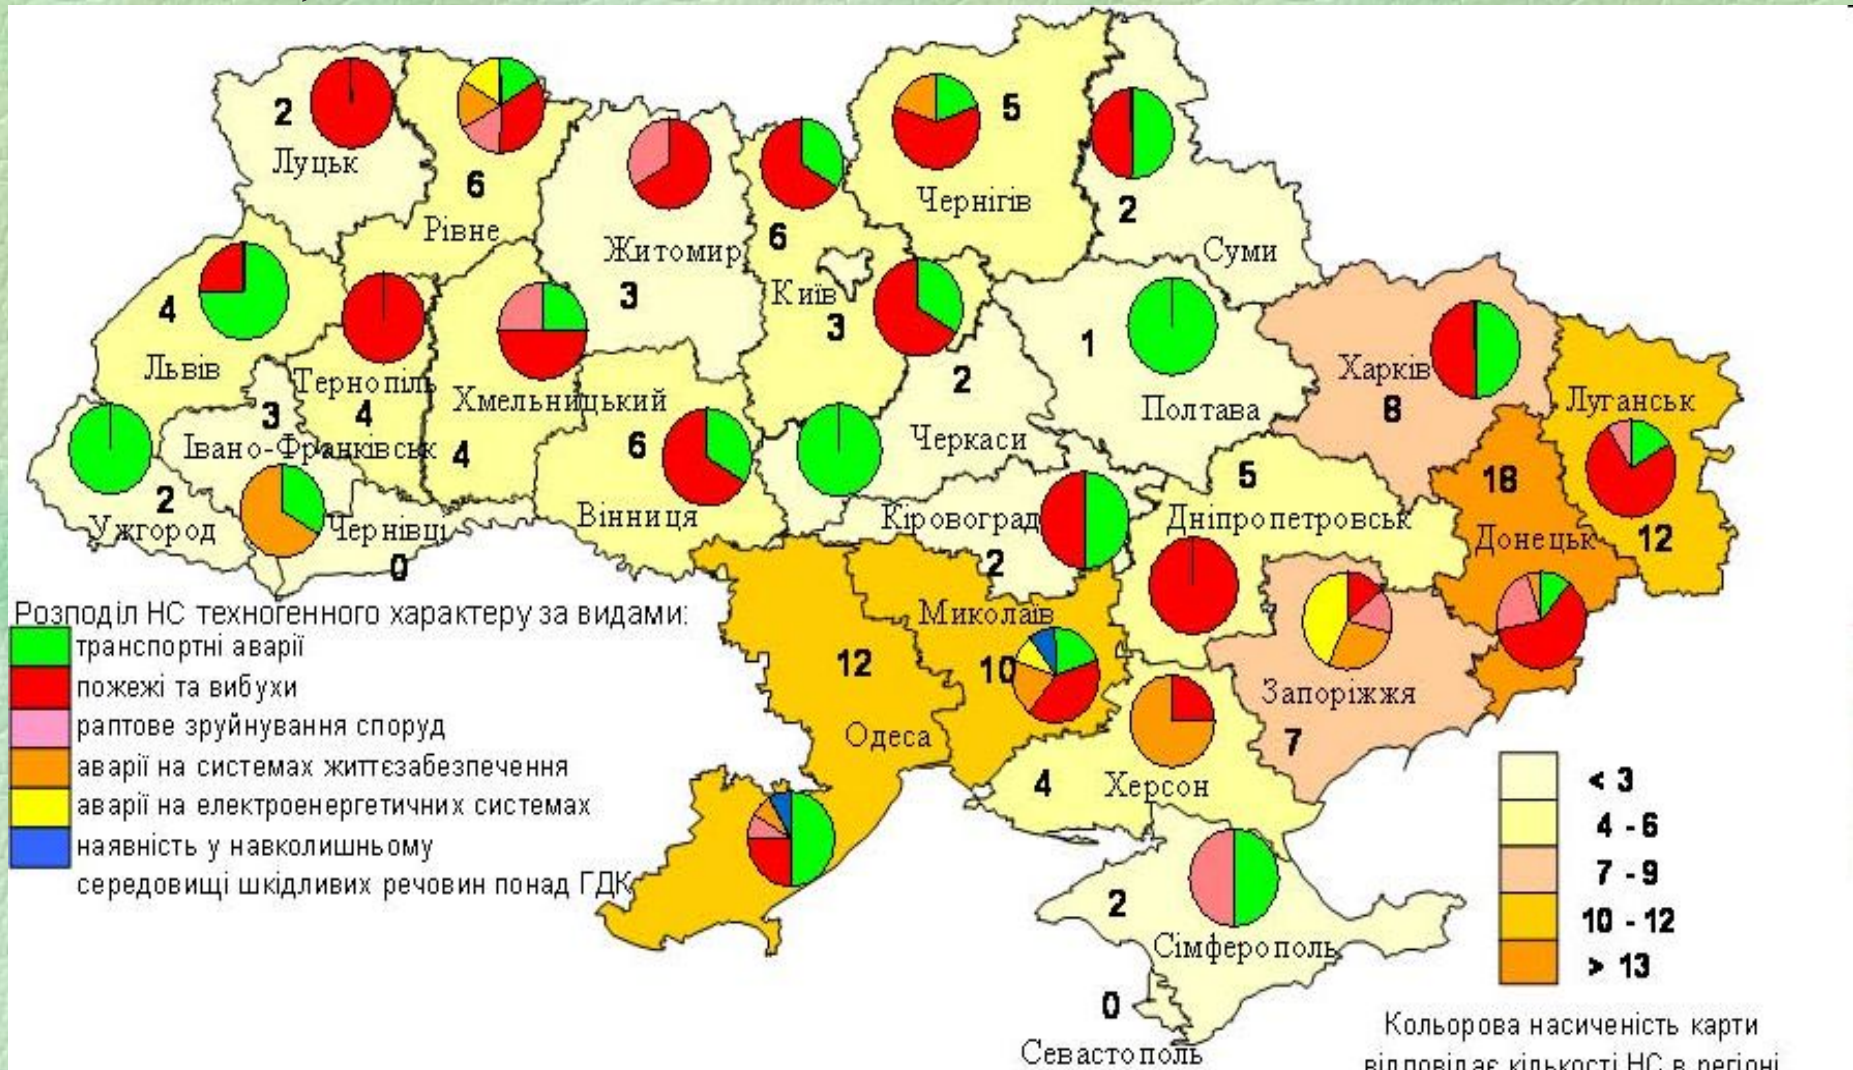 2
Луцьк
6
Рівне
Житомир
3
6
Київ
3
5
Чернігів
2
Суми
4
Львів
Тернопіль
4
Хмельницький
4
3
Івано-Франківськ
2
Ужгород
Чернівці
0
6
Вінниця
2
Черкаси
1
Полтава
Харків
8
Луганськ
12
18
Донецьк
5
Дніпропетровськ
Кіровоград
2
Миколаїв
10
12
Одеса
Запоріжжя
7
4
Херсон
2
Сімферополь
0
Севастополь
Розподіл НС техногенного характеру за видами:
транспортні аварії
пожежі та вибухи
раптове зруйнування споруд
аварії на системах життєзабезпечення
аварії на електроенергетичних системах
наявність у навколишньому
середовищі шкідливих речовин понад ГДК
< 3
4 - 6
7 - 9
10 - 12
> 13
Кольорова насиченість карти
відповідає кількості НС в регіоні